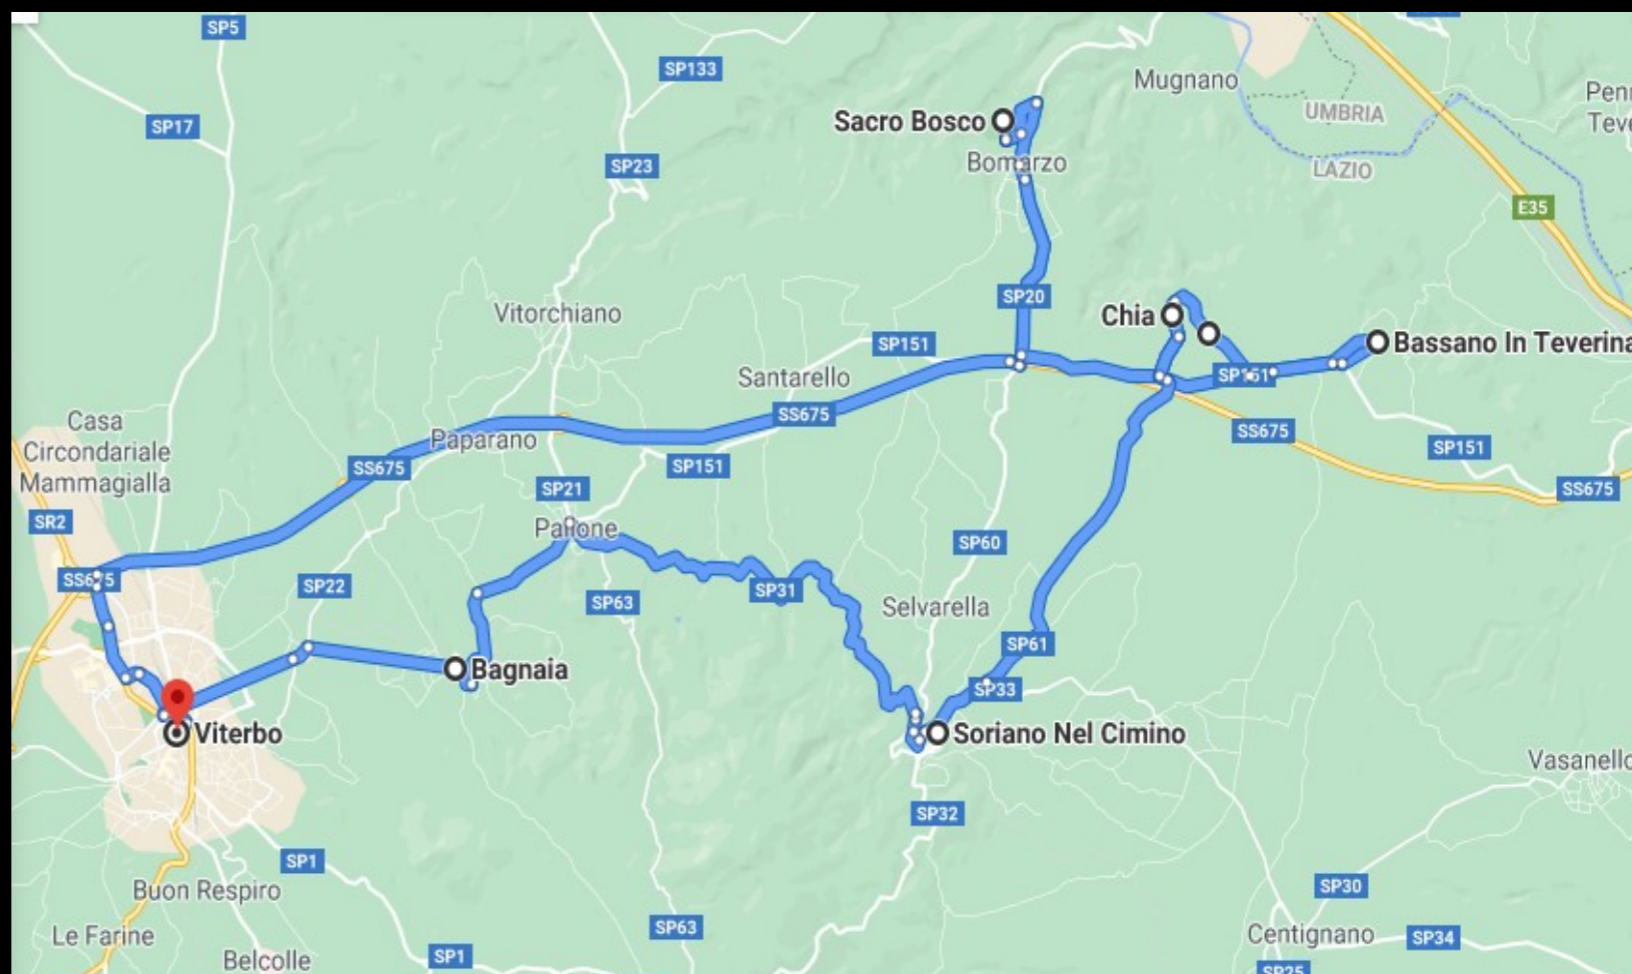 SP5
SP133
Mugnano
Penn
Teve
UMBRIA
SP17
Sacro Bosco
Bomarzo
SP23
LAZIO
E35
SP20
Vitorchiano
Chia
SP151
Bassano In Teverina
Santarello
SP151
SS675
Casa
Circondariale
Mammagialla
Paparano
SS675
SS675
SP151
SP151
SS675
SP21
SR2
Pallone
SP60
SS675
SP22
SP63
SP31
Selvarella
SP61
Bagnaia
SP33
Viterbo
Soriano Nel Cimino
Vasanello
SP32
SP1
Buon Respiro
SP30
Le Farine
SP63
Centignano
SP34
Belcolle
SP1
SP25